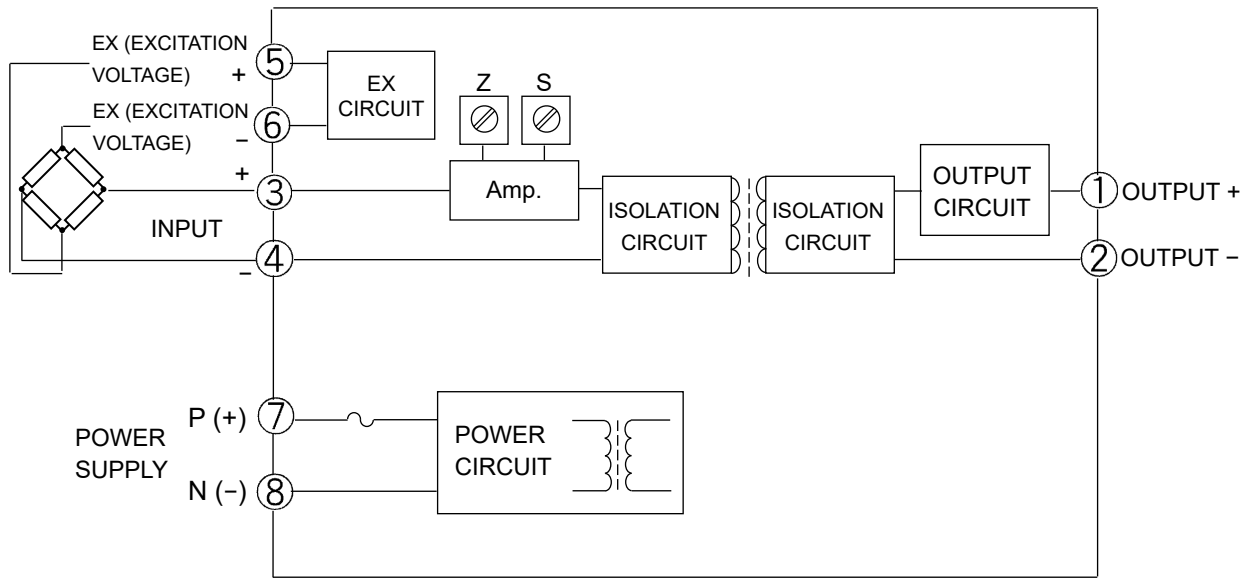 EX (EXCITATION
VOLTAGE) +
5
EX
CIRCUIT
EX (EXCITATION
VOLTAGE) −
6
Z
S
+
3
Amp.
INPUT
4
−
ISOLATION
CIRCUIT
ISOLATION
CIRCUIT
OUTPUT
CIRCUIT
1 OUTPUT +
2 OUTPUT −
POWER
SUPPLY
P (+) 7
N (−) 8
POWER
CIRCUIT